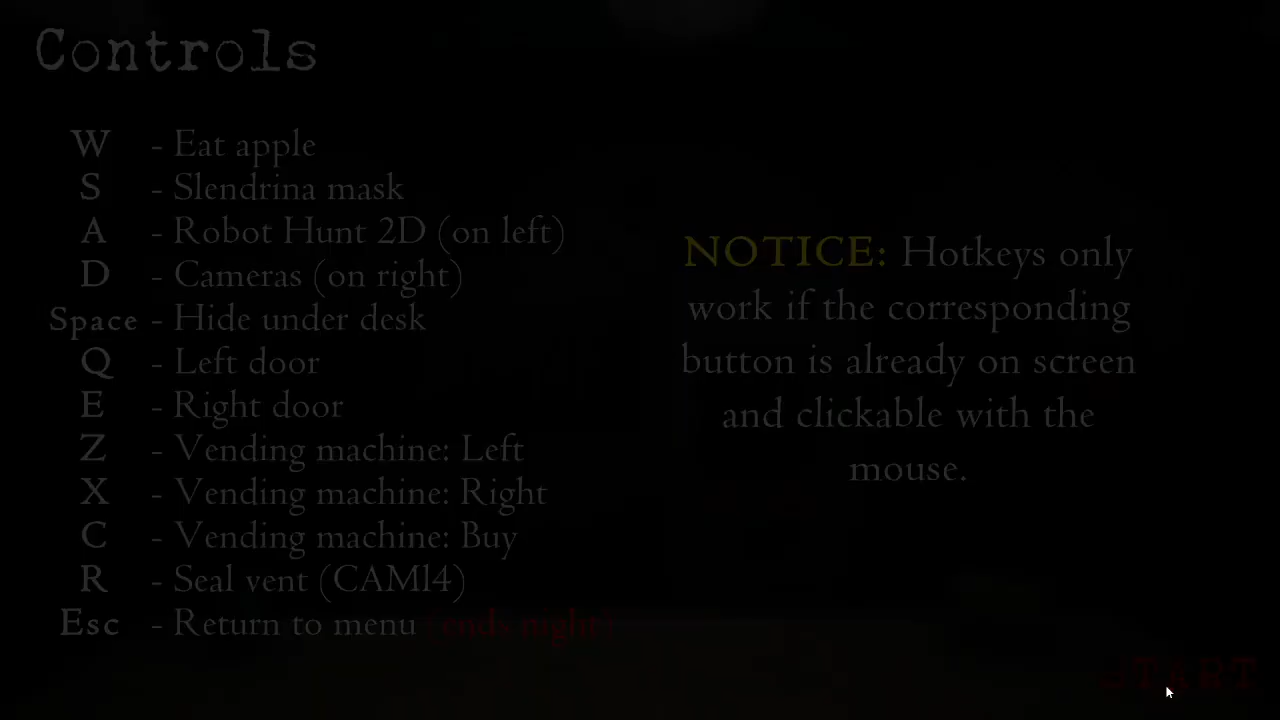 Controls
W - Eat apple
S - Slendrina mask
A - Robot Hunt 2D (on left)
D - Cameras (on right)
Space - Hide under desk
Q - Left door
E - Right door
Z - Vending machine: Left
X - Vending machine: Right
C - Vending machine: Buy
R - Seal vent (CAM14)
Esc - Return to menu (ends night)
NOTICE: Hotkeys only
work if the corresponding
button is already on screen
and clickable with the
mouse.
START